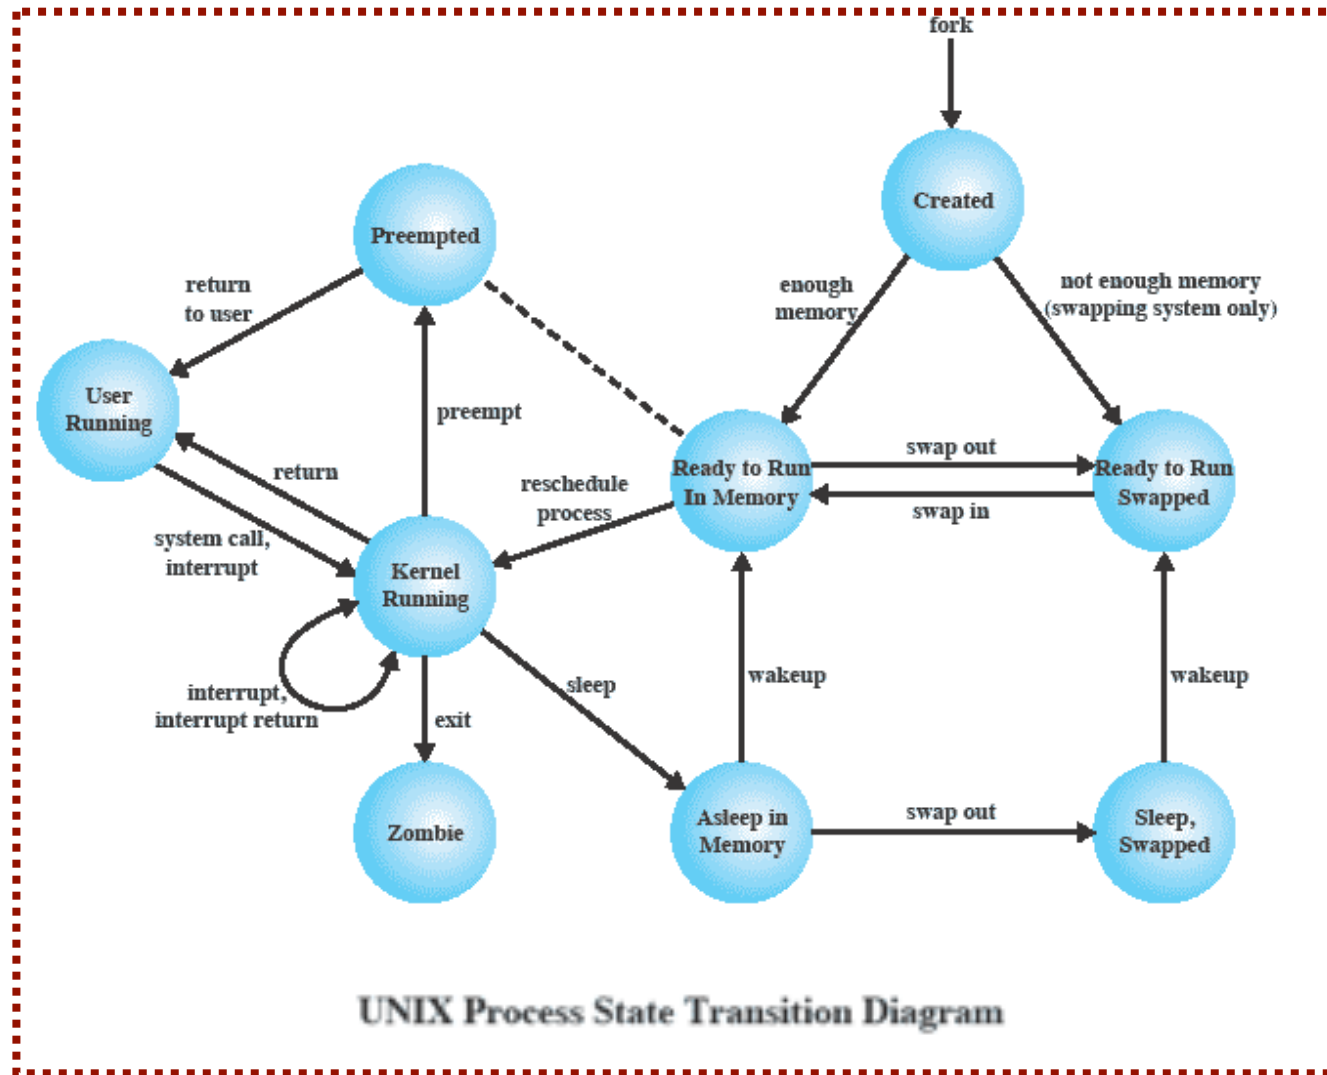 fork
Created
Preempted
enough
memory
not enough memory
(swapping system only)
return
to user
User
Running
preempt
return
reschedule
process
Ready to Run
In Memory
swap out
swap in
Ready to Run
Swapped
system call,
interrupt
Kernel
Running
interrupt,
interrupt return
exit
sleep
wakeup
wakeup
Zombie
Asleep in
Memory
swap out
Sleep,
Swapped
UNIX Process State Transition Diagram